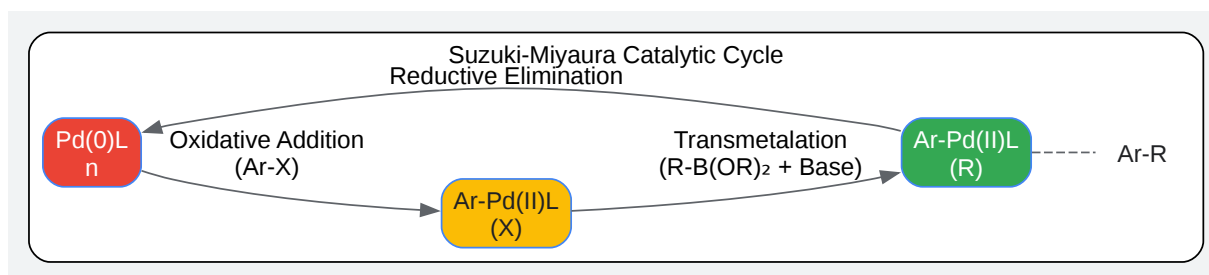 Suzuki-Miyaura Catalytic Cycle
Reductive Elimination
Pd(0)L
n
Oxidative Addition
(Ar-X)
Ar-Pd(II)L
(X)
Transmetalation
(R-B(OR)₂ + Base)
Ar-Pd(II)L
(R)
Ar-R